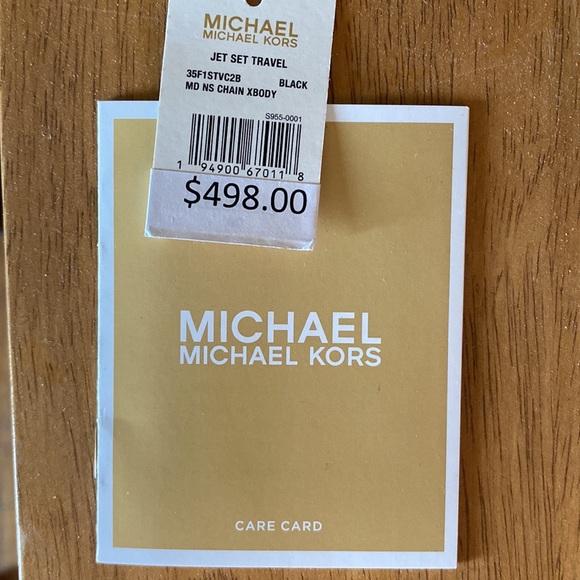 MICHAEL
MICHAEL KORS
JET SET TRAVEL
35F1STVC2B BLACK
MD NS CHAIN XBODY
S955-0001
1 94900 67011 8
$498.00
MICHAEL
MICHAEL KORS
CARE CARD